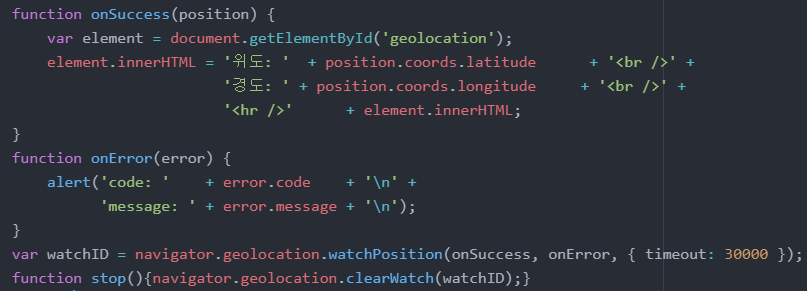 function onSuccess(position) {
    var element = document.getElementById('geolocation');
    element.innerHTML = '위도: '  + position.coords.latitude      + '<br />' +
                        '경도: ' + position.coords.longitude     + '<br />' +
                        '<hr />'      + element.innerHTML;
}
function onError(error) {
    alert('code: '    + error.code    + '\n' +
          'message: ' + error.message + '\n');
}
var watchID = navigator.geolocation.watchPosition(onSuccess, onError, { timeout: 30000 });
function stop(){navigator.geolocation.clearWatch(watchID);}